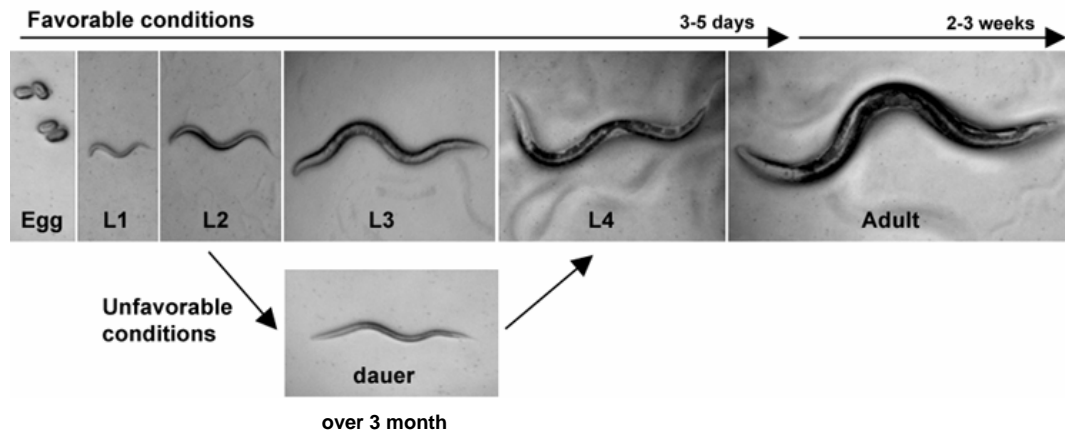 Favorable conditions
3-5 days
2-3 weeks
Egg
L1
L2
L3
L4
Adult
Unfavorable
conditions
dauer
over 3 month